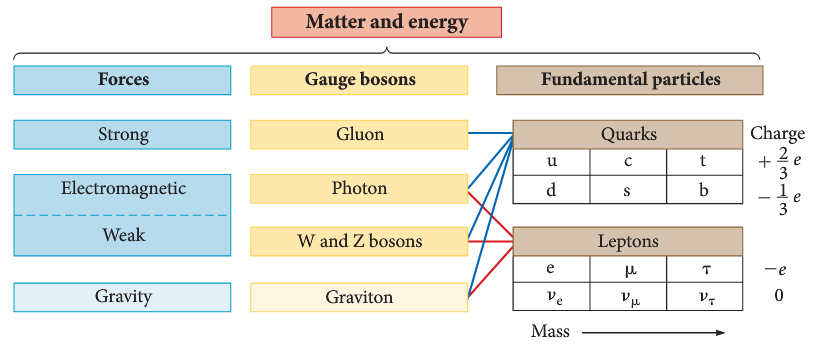 Matter and energy
Forces Gauge bosons Fundamental particles
Strong Gluon Quarks Charge
u c t + 2/3 e
Electromagnetic Photon d s b − 1/3 e
Weak W and Z bosons Leptons
e μ τ −e
Gravity Graviton νe νμ ντ 0
Mass